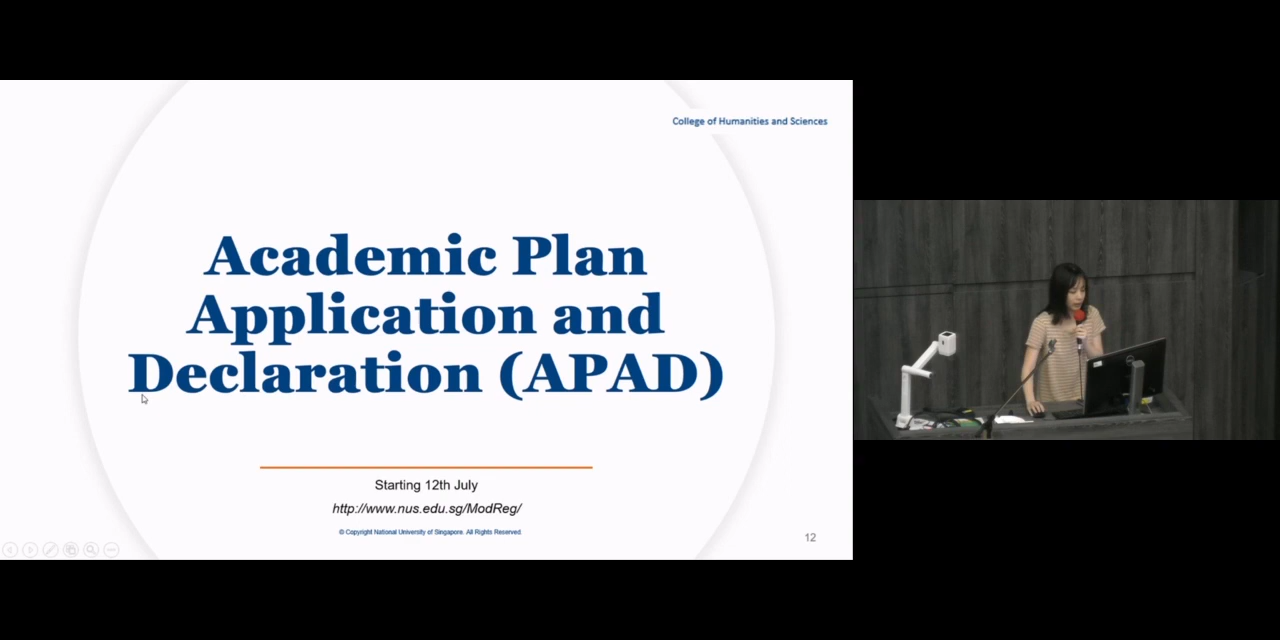 College of Humanities and Sciences
Academic Plan
Application and
Declaration (APAD)
Starting 12th July
http://www.nus.edu.sg/ModReg/
© Copyright National University of Singapore. All Rights Reserved.
12